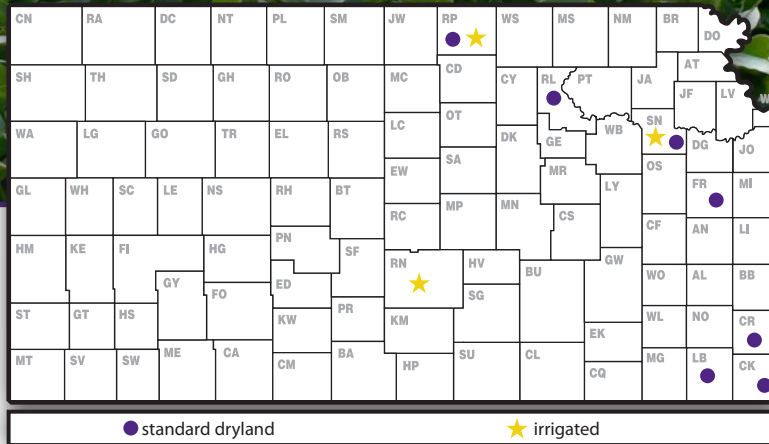 CN RA DC NT PL SM JW RP WS MS NM BR DO
SH TH SD GH RO OB MC CD CY RL PT JA AT JF LV
WA LG GO TR EL RS LC OT DK GE WB SN DG JO
GL WH SC LE NS RH BT EW SA MR OS FR MI
RC MP MN CS LY
HM KE FI HG PN SF CF AN LI
GY FO ED RN HV BU GW WO AL BB
ST GT HS KW PR SG KM EK WL NO CR
MT SV SW ME CA CM BA HP SU CL CQ MG LB CK
standard dryland irrigated